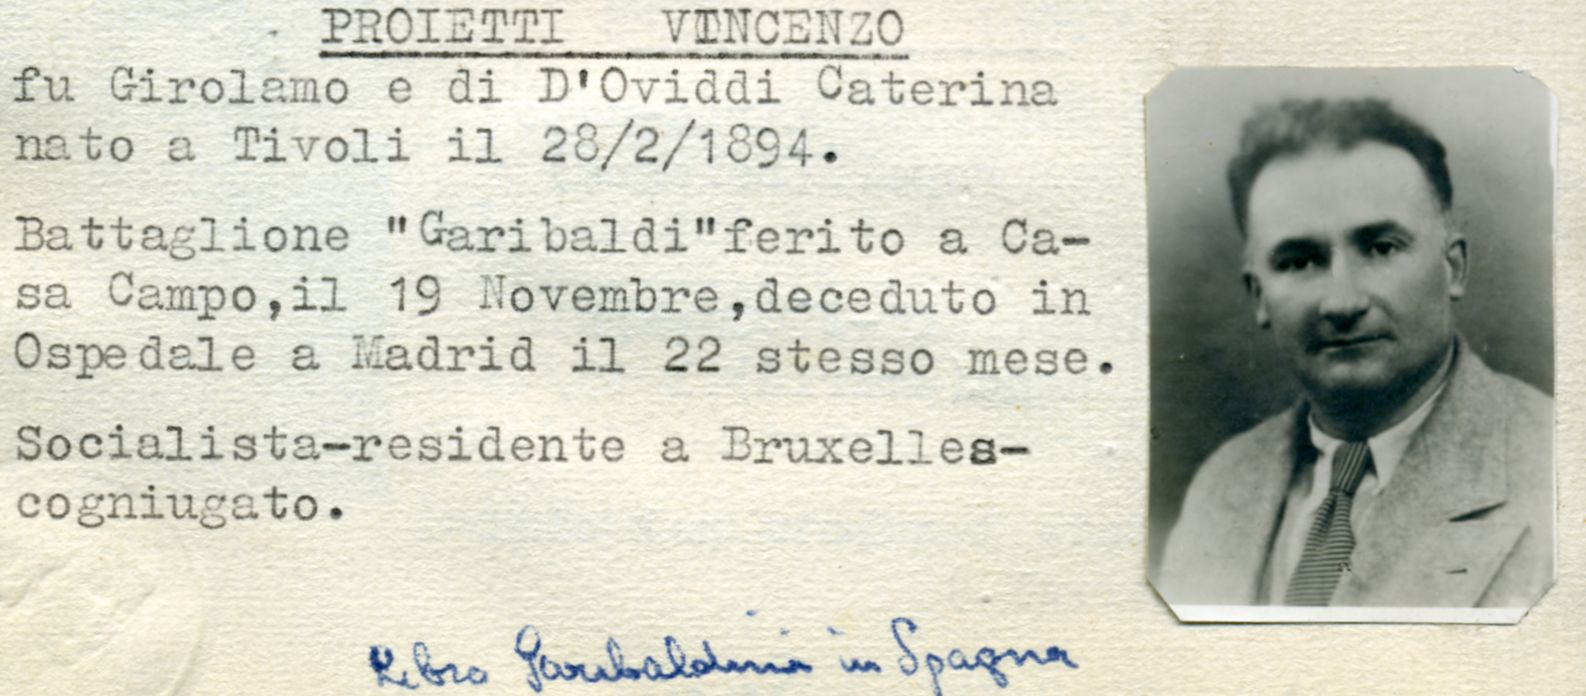 PROIETTI VINCENZO
fu Girolamo e di D'Oviddi Caterina
nato a Tivoli il 28/2/1894.
Battaglione "Garibaldi"ferito a Ca-
sa Campo,il 19 Novembre,deceduto in
Ospedale a Madrid il 22 stesso mese.
Socialista-residente a Bruxelles-
cogniugato.
Libro Garibaldini in Spagna